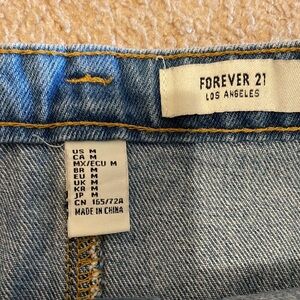 FOREVER 21
LOS ANGELES
US M
CA M
MX/ECU M
BR M
EU M
UK M
KR M
JP M
CN 165/72A
MADE IN CHINA